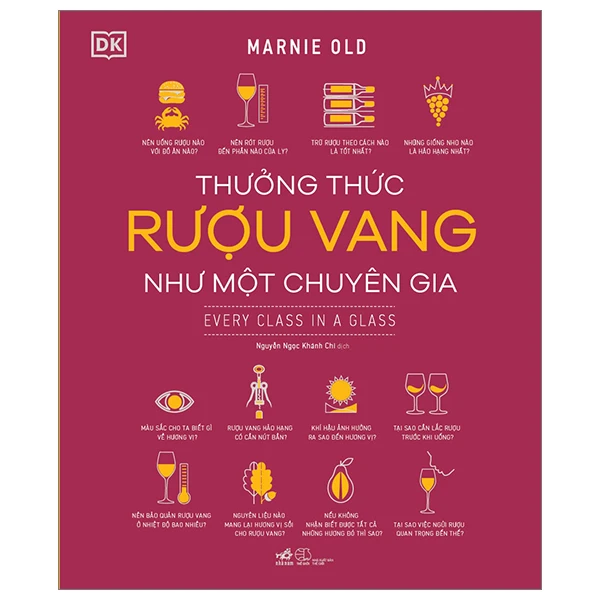 DK
MARNIE OLD
NÊN UỐNG RƯỢU NÀO
VỚI ĐỒ ĂN NÀO?
NÊN RÓT RƯỢU
ĐẾN PHẦN NÀO CỦA LY?
TRỮ RƯỢU THEO CÁCH NÀO
LÀ TỐT NHẤT?
NHỮNG GIỐNG NHO NÀO
LÀ HẢO HẠNG NHẤT?
THƯỞNG THỨC
RƯỢU VANG
NHƯ MỘT CHUYÊN GIA
EVERY CLASS IN A GLASS
Nguyễn Ngọc Khánh Chi dịch
MÀU SẮC CHO TA BIẾT GÌ
VỀ HƯƠNG VỊ?
RƯỢU VANG HẢO HẠNG
CÓ CẦN NÚT BẦN?
KHÍ HẬU ẢNH HƯỞNG
RA SAO ĐẾN HƯƠNG VỊ?
TẠI SAO CẦN LẮC RƯỢU
TRƯỚC KHI UỐNG?
NÊN BẢO QUẢN RƯỢU VANG
Ở NHIỆT ĐỘ BAO NHIÊU?
NGUYÊN LIỆU NÀO
MANG LẠI HƯƠNG VỊ SỒI
CHO RƯỢU VANG?
NẾU KHÔNG
NHẬN BIẾT ĐƯỢC TẤT CẢ
NHỮNG HƯƠNG ĐÓ THÌ SAO?
TẠI SAO VIỆC NGỬI RƯỢU
QUAN TRỌNG ĐẾN THẾ?
nhã nam